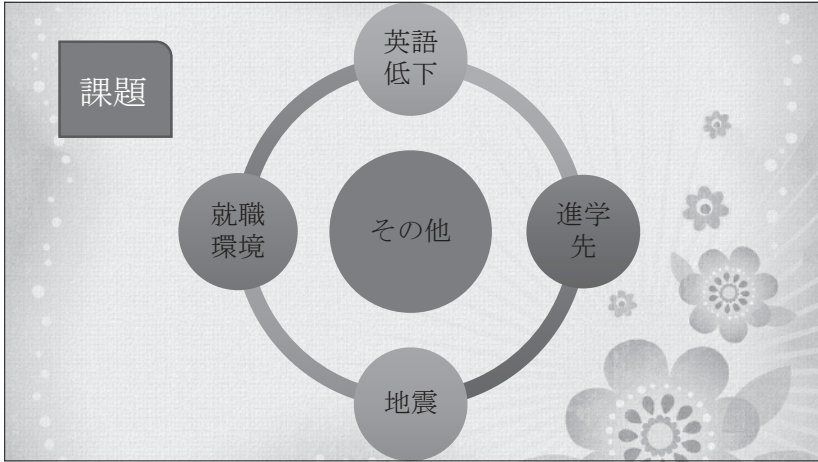 課題
英語
低下
就職
環境
その他
進学
先
地震